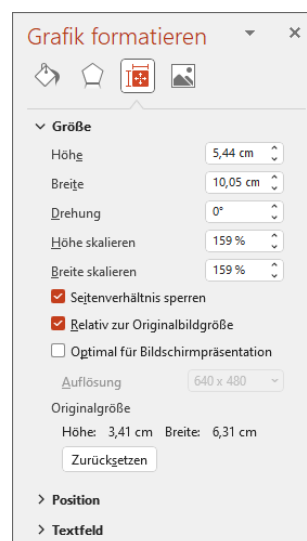 Grafik formatieren
Größe
Höhe 5,44 cm
Breite 10,05 cm
Drehung 0°
Höhe skalieren 159 %
Breite skalieren 159 %
Seitenverhältnis sperren
Relativ zur Originalbildgröße
Optimal für Bildschirmpräsentation
Auflösung 640 x 480
Originalgröße
Höhe: 3,41 cm Breite: 6,31 cm
Zurücksetzen
Position
Textfeld